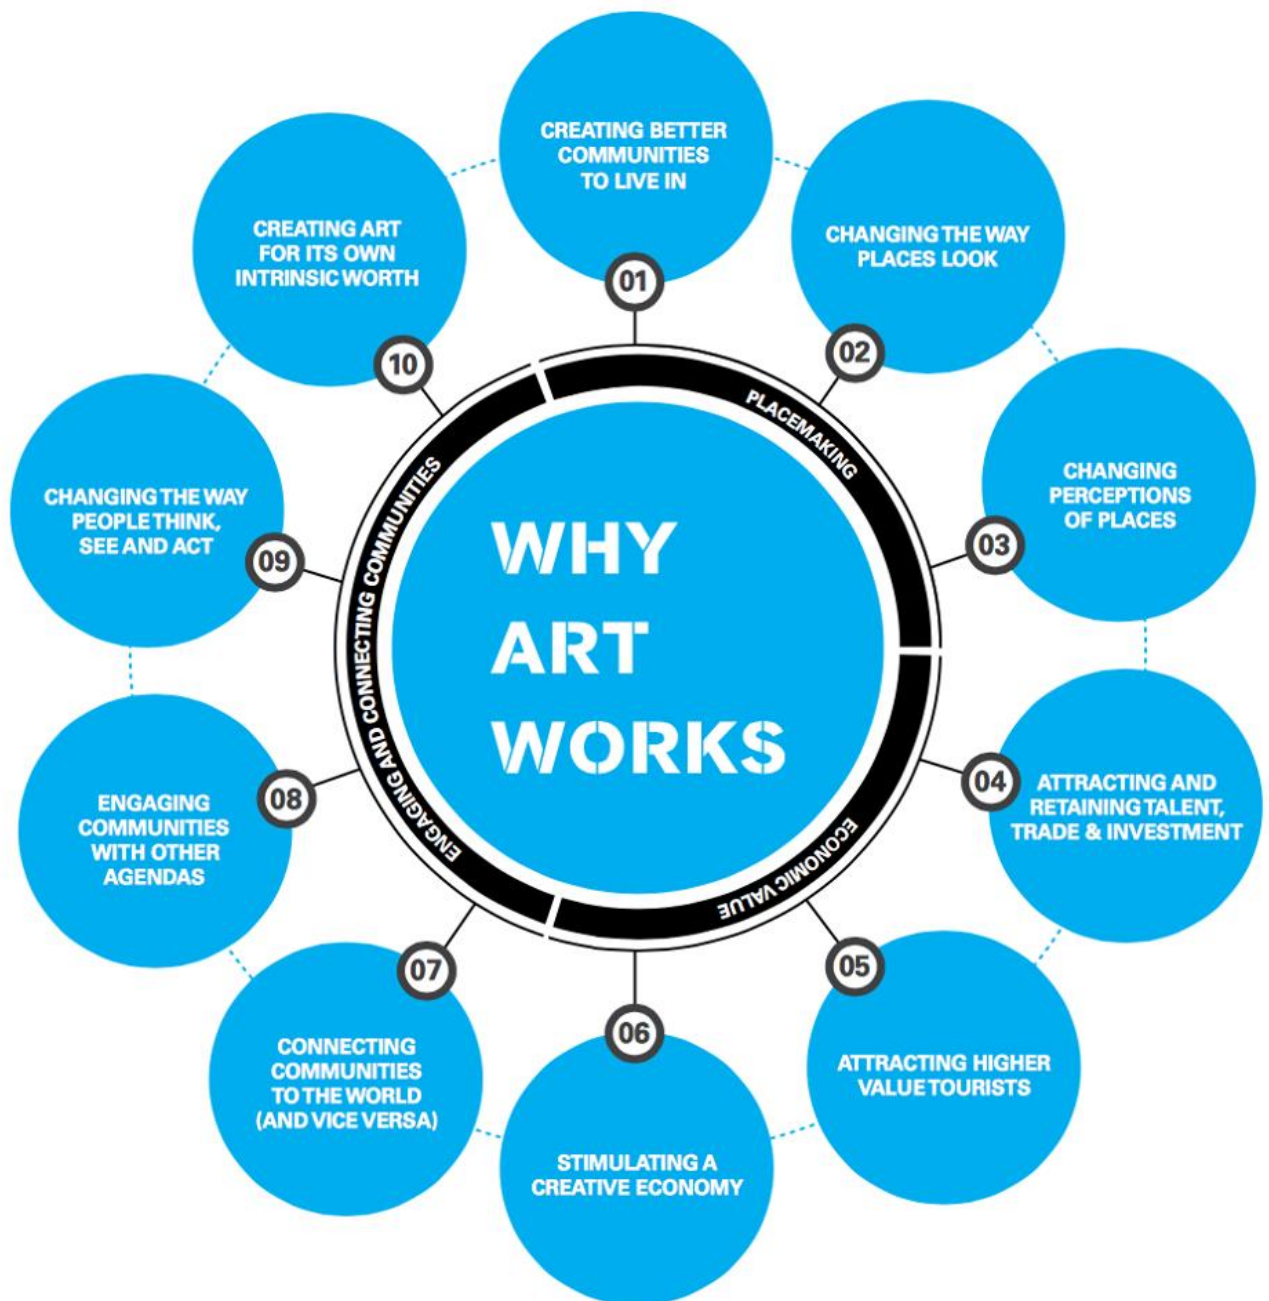 WHY
ART
WORKS
PLACEMAKING
ECONOMIC VALUE
ENGAGING AND CONNECTING COMMUNITIES
01
CREATING BETTER
COMMUNITIES
TO LIVE IN
02
CHANGING THE WAY
PLACES LOOK
03
CHANGING
PERCEPTIONS
OF PLACES
04
ATTRACTING AND
RETAINING TALENT,
TRADE & INVESTMENT
05
ATTRACTING HIGHER
VALUE TOURISTS
06
STIMULATING A
CREATIVE ECONOMY
07
CONNECTING
COMMUNITIES
TO THE WORLD
(AND VICE VERSA)
08
ENGAGING
COMMUNITIES
WITH OTHER
AGENDAS
09
CHANGING THE WAY
PEOPLE THINK,
SEE AND ACT
10
CREATING ART
FOR ITS OWN
INTRINSIC WORTH